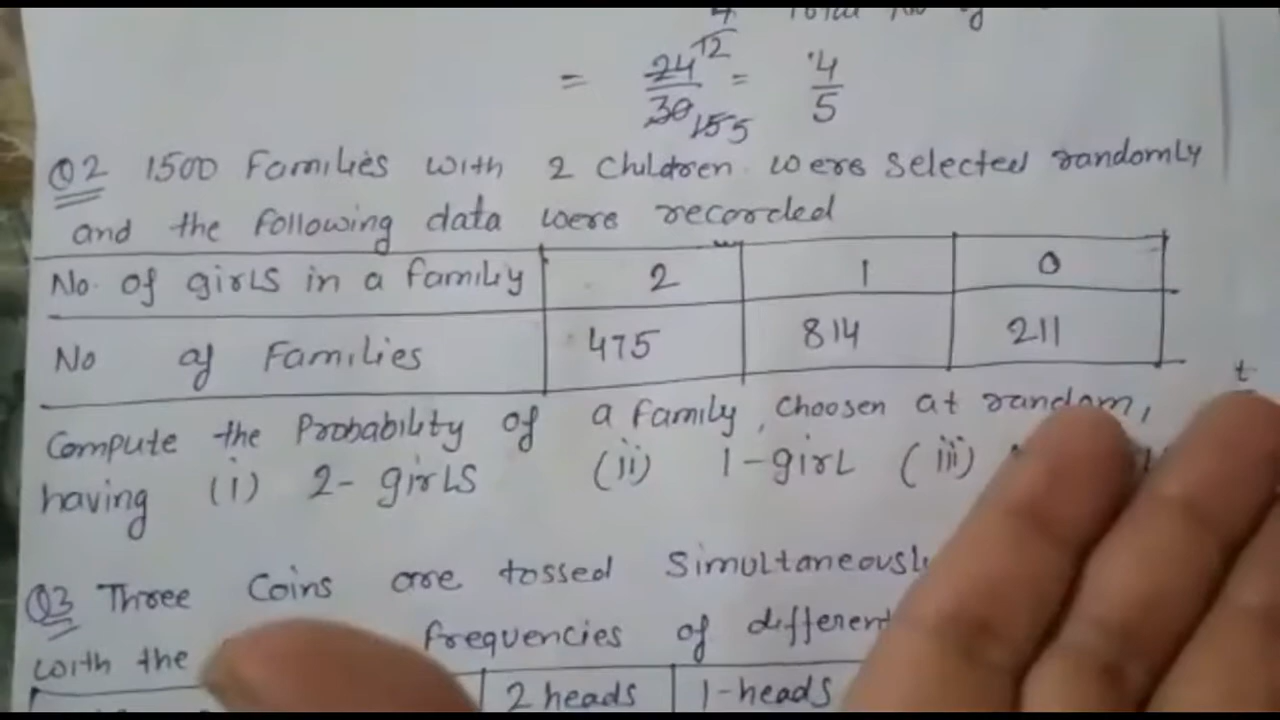 = 24/30 12 155 = 4/5
Q2 1500 Families with 2 Children were selected randomly
and the following data were recorded
No. of girls in a family 2 1 0
No of Families 475 814 211
Compute the Probability of a family, choosen at random,
having (i) 2- girls (ii) 1-girl (iii)
Q3 Three Coins are tossed Simultaneously
with the frequencies of different
2 heads 1-heads